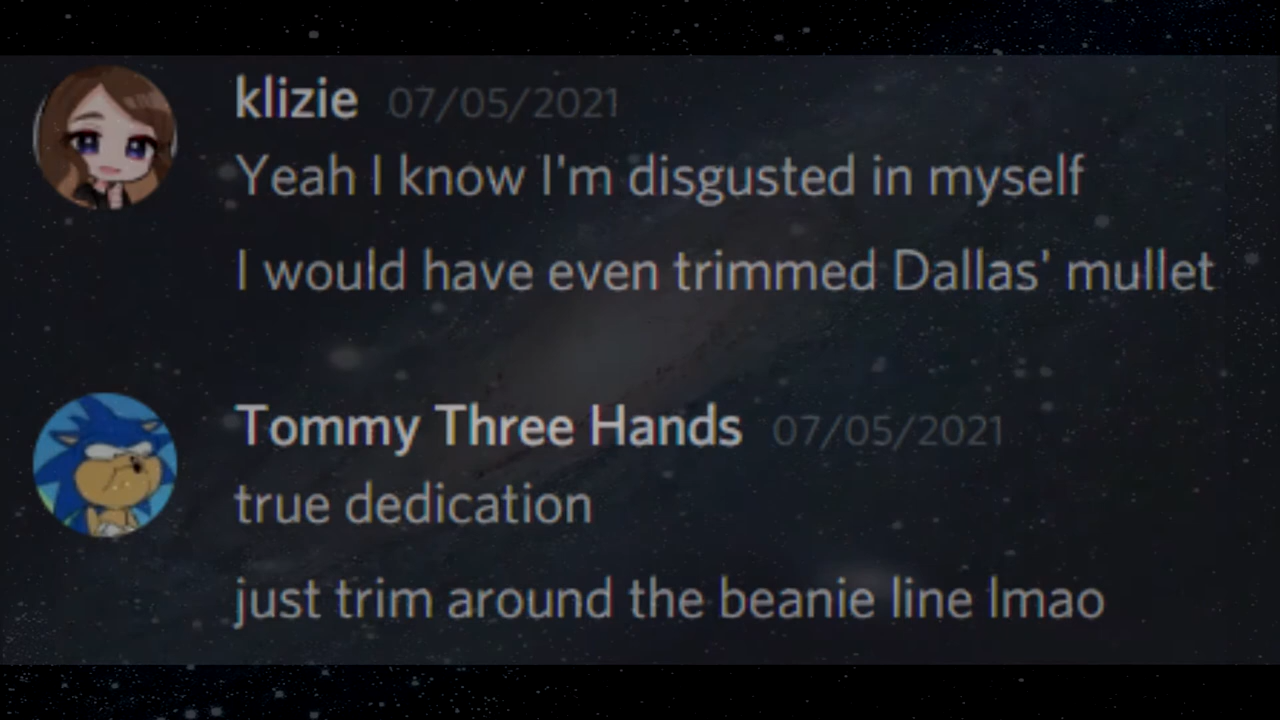 klizie 07/05/2021
Yeah I know I'm disgusted in myself
I would have even trimmed Dallas' mullet
Tommy Three Hands 07/05/2021
true dedication
just trim around the beanie line lmao